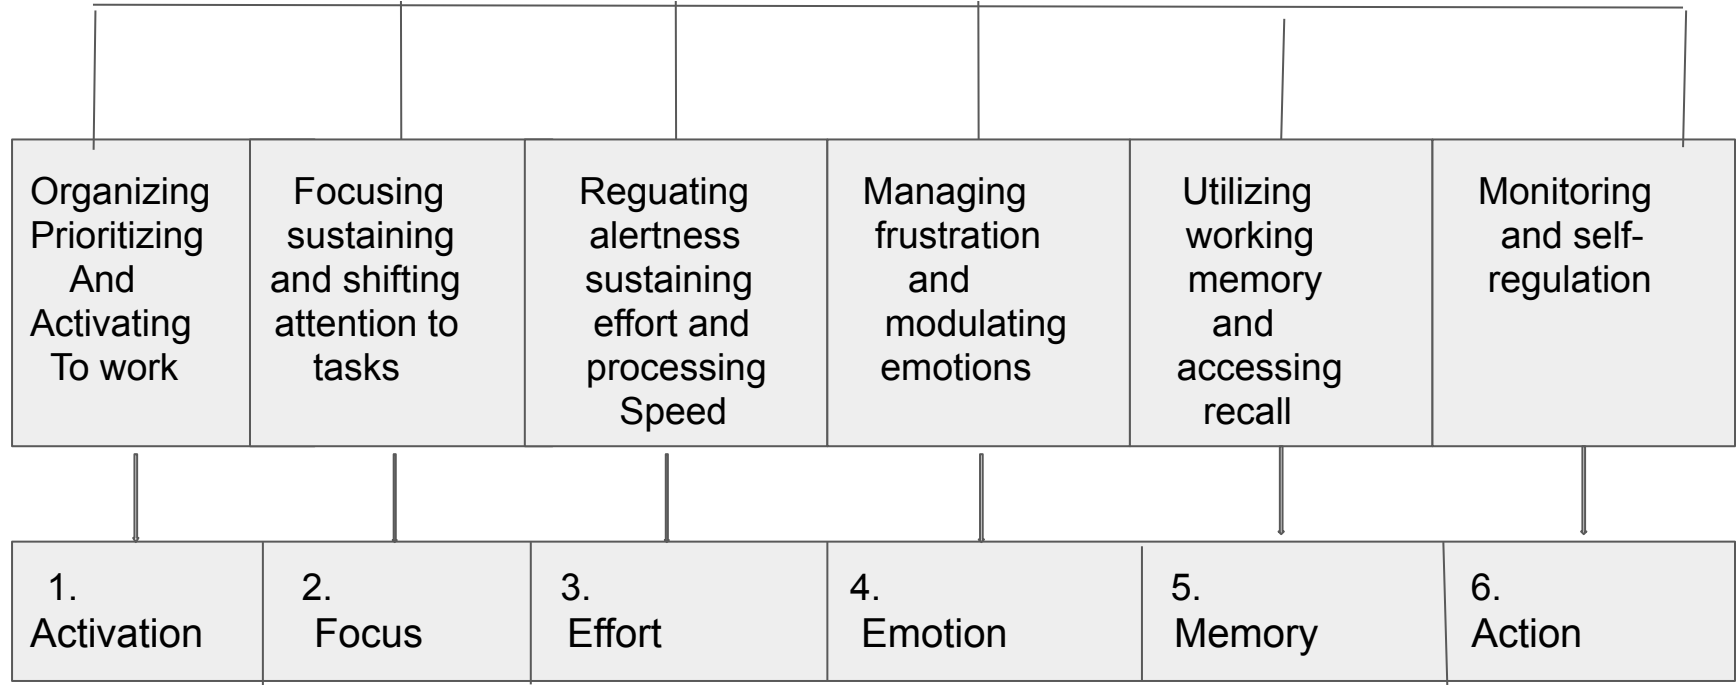 Organizing
Prioritizing
And
Activating
To work
Focusing
sustaining
and shifting
attention to
tasks
Reguating
alertness
sustaining
effort and
processing
Speed
Managing
frustration
and
modulating
emotions
Utilizing
working
memory
and
accessing
recall
Monitoring
and self-
regulation
1.
Activation
2.
Focus
3.
Effort
4.
Emotion
5.
Memory
6.
Action